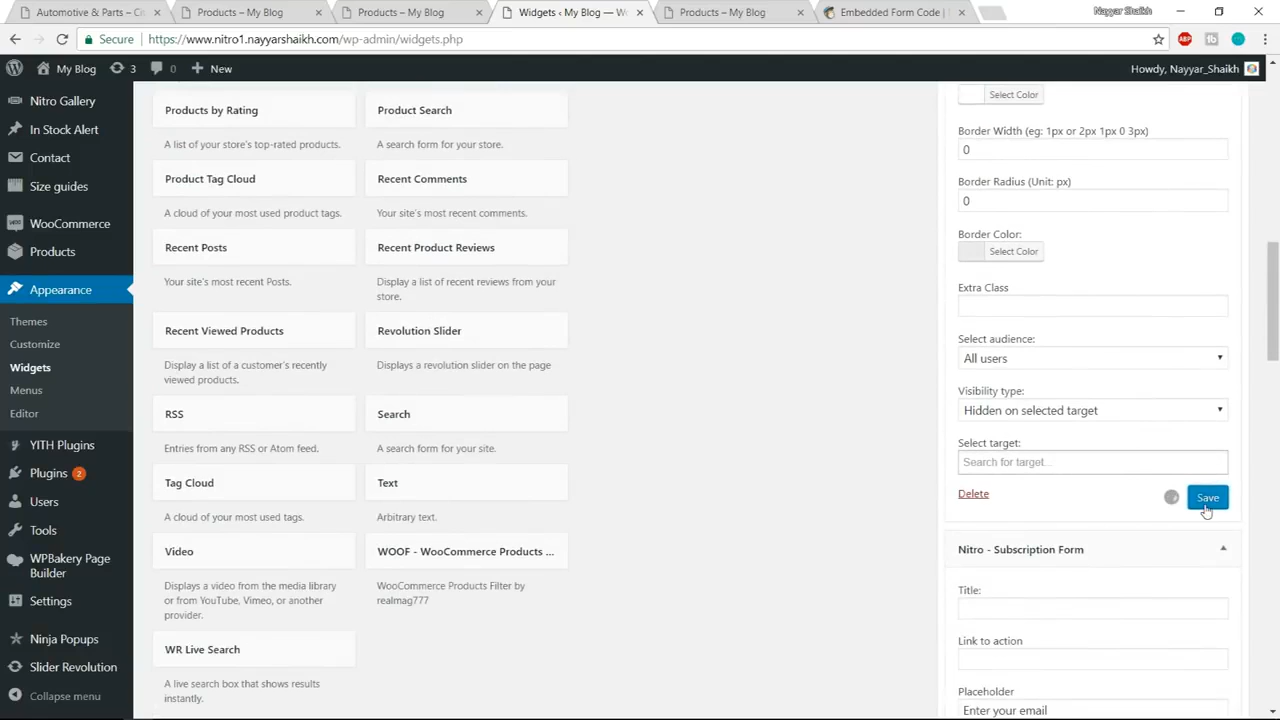 Automotive & Parts – Cit
Products – My Blog
Products – My Blog
Widgets ‹ My Blog — Wo
Products – My Blog
Embedded Form Code |
Nayyar Shaikh
Secure
https://www.nitro1.nayyarshaikh.com/wp-admin/widgets.php
ABP
tb
My Blog
3
0
New
Howdy, Nayyar_Shaikh
Nitro Gallery
In Stock Alert
Contact
Size guides
WooCommerce
Products
Appearance
Themes
Customize
Widgets
Menus
Editor
YITH Plugins
Plugins 2
Users
Tools
WPBakery Page
Builder
Settings
Ninja Popups
Slider Revolution
Collapse menu
Products by Rating
A list of your store's top-rated products.
Product Search
A search form for your store.
Product Tag Cloud
A cloud of your most used product tags.
Recent Comments
Your site's most recent comments.
Recent Posts
Your site's most recent Posts.
Recent Product Reviews
Display a list of recent reviews from your
store.
Recent Viewed Products
Display a list of a customer's recently
viewed products.
Revolution Slider
Displays a revolution slider on the page
RSS
Entries from any RSS or Atom feed.
Search
A search form for your site.
Tag Cloud
A cloud of your most used tags.
Text
Arbitrary text.
Video
Displays a video from the media library
or from YouTube, Vimeo, or another
provider.
WOOF - WooCommerce Products ...
WooCommerce Products Filter by
realmag777
WR Live Search
A live search box that shows results
instantly.
Select Color
Border Width (eg: 1px or 2px 1px 0 3px)
0
Border Radius (Unit: px)
0
Border Color:
Select Color
Extra Class
Select audience:
All users
Visibility type:
Hidden on selected target
Select target:
Search for target...
Delete
Save
Nitro - Subscription Form
Title:
Link to action
Placeholder
Enter your email